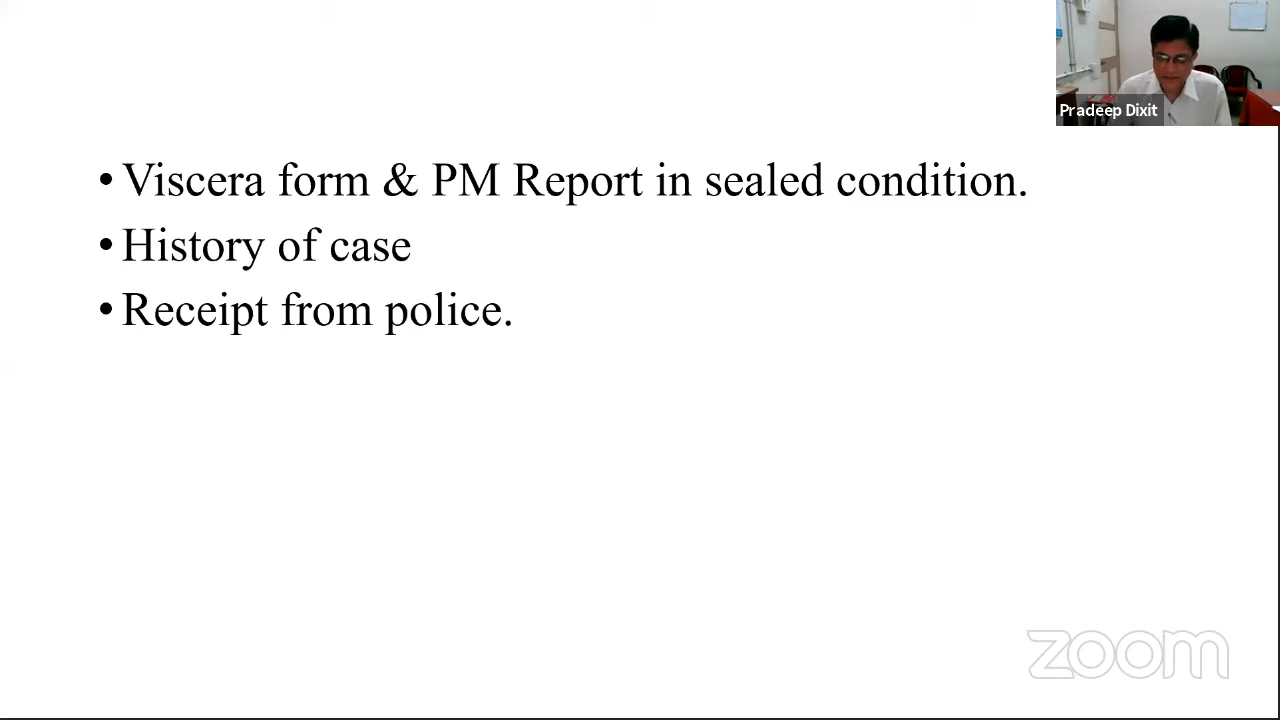 Pradeep Dixit
• Viscera form & PM Report in sealed condition.
• History of case
• Receipt from police.
zoom